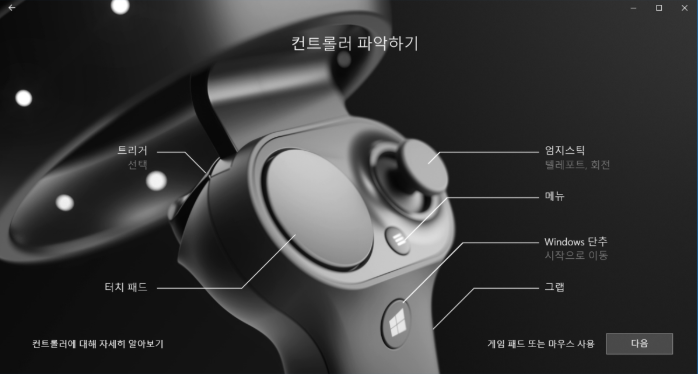 컨트롤러 파악하기
트리거
선택
엄지스틱
텔레포트, 회전
메뉴
Windows 단추
시작으로 이동
터치 패드
그랩
컨트롤러에 대해 자세히 알아보기
게임 패드 또는 마우스 사용
다음